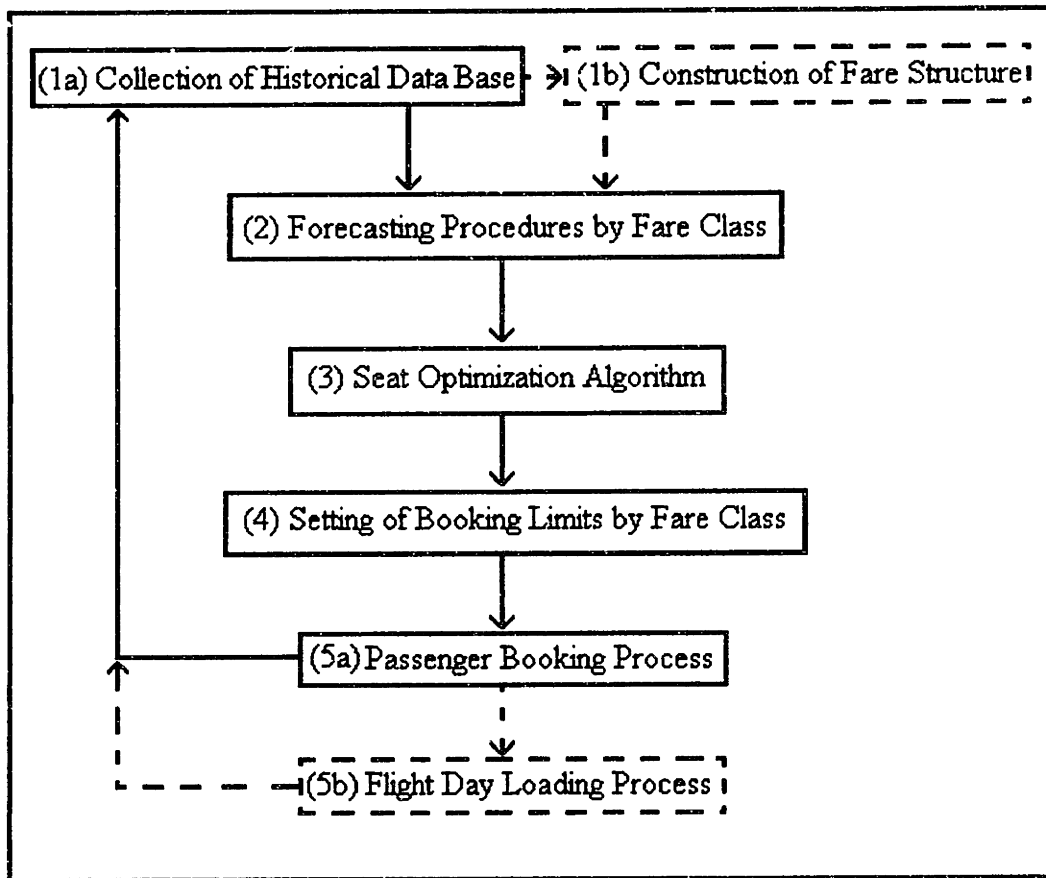 (1a) Collection of Historical Data Base
(1b) Construction of Fare Structure
(2) Forecasting Procedures by Fare Class
(3) Seat Optimization Algorithm
(4) Setting of Booking Limits by Fare Class
(5a) Passenger Booking Process
(5b) Flight Day Loading Process